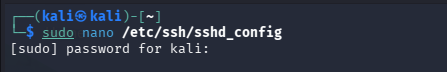 ┌──(kali㉿kali)-[~]
└─$ sudo nano /etc/ssh/sshd_config
[sudo] password for kali: